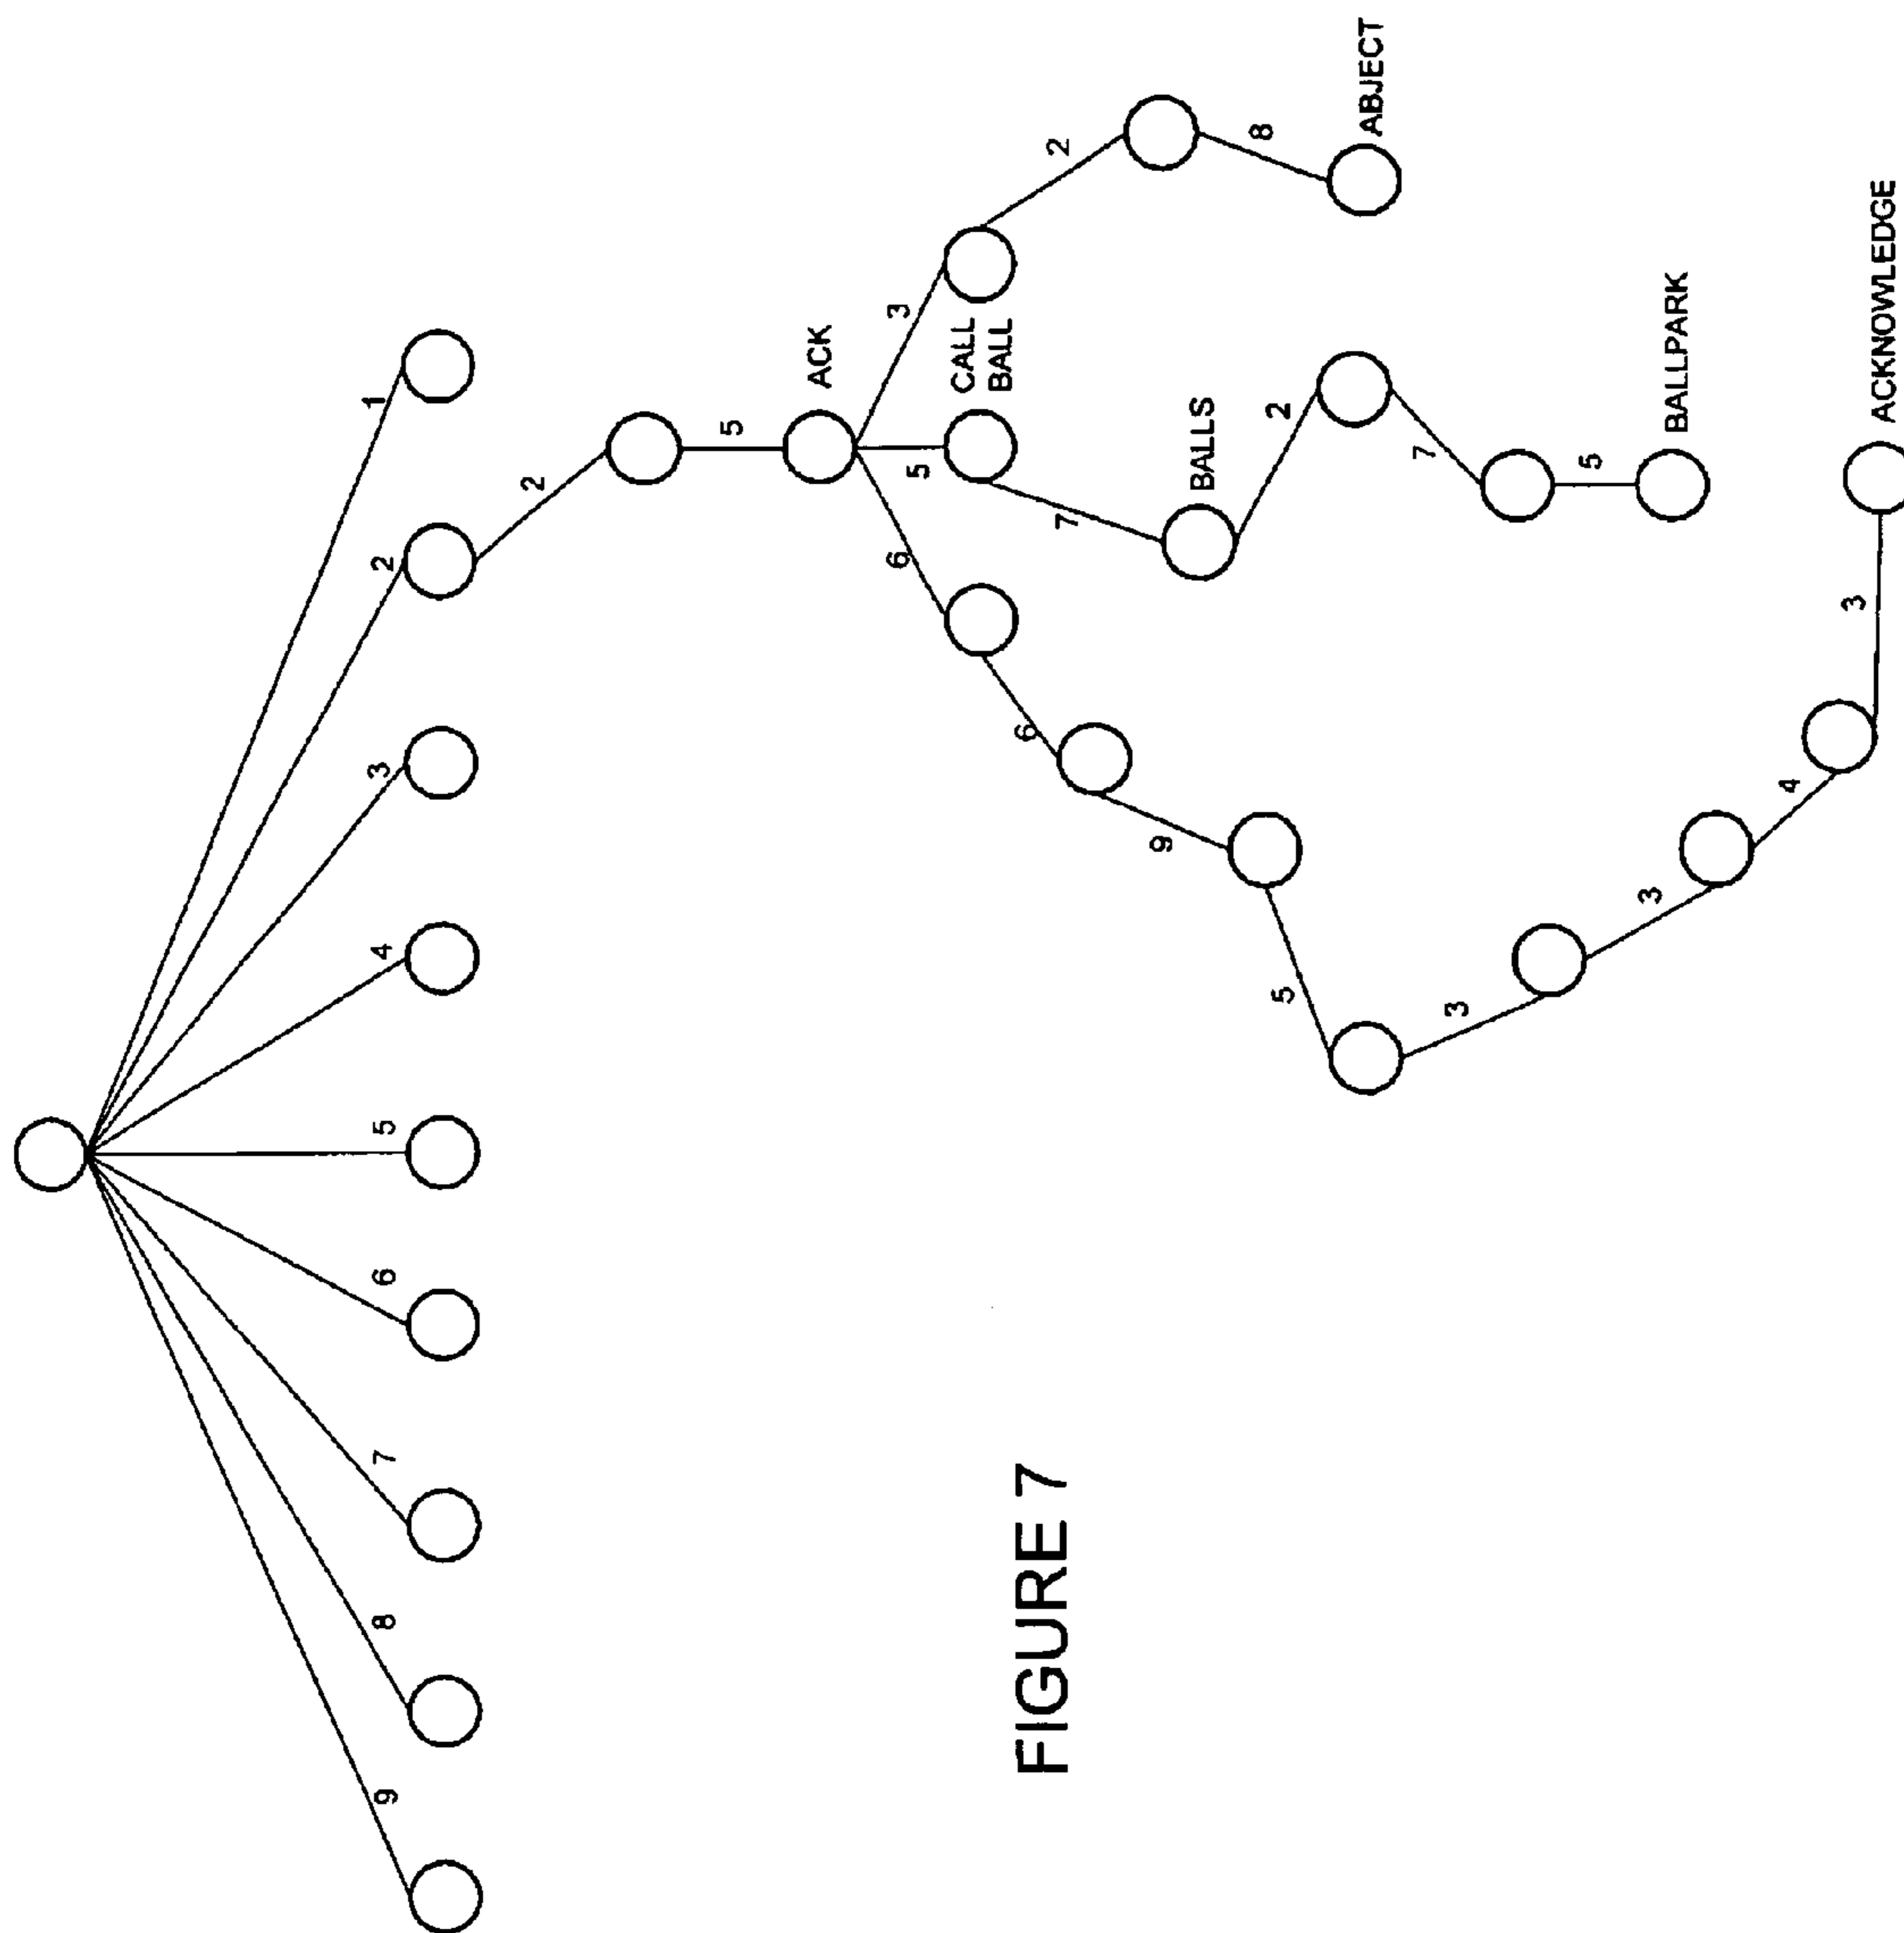 9 8 7 6 5 4 3 2 1
2
5
ACK
6 5 3
CALL
BALL
FIGURE 7
6 7 2
9
BALLS
5 2 8
ABJECT
7
3
5
3
BALLPARK
4
3
ACKNOWLEDGE